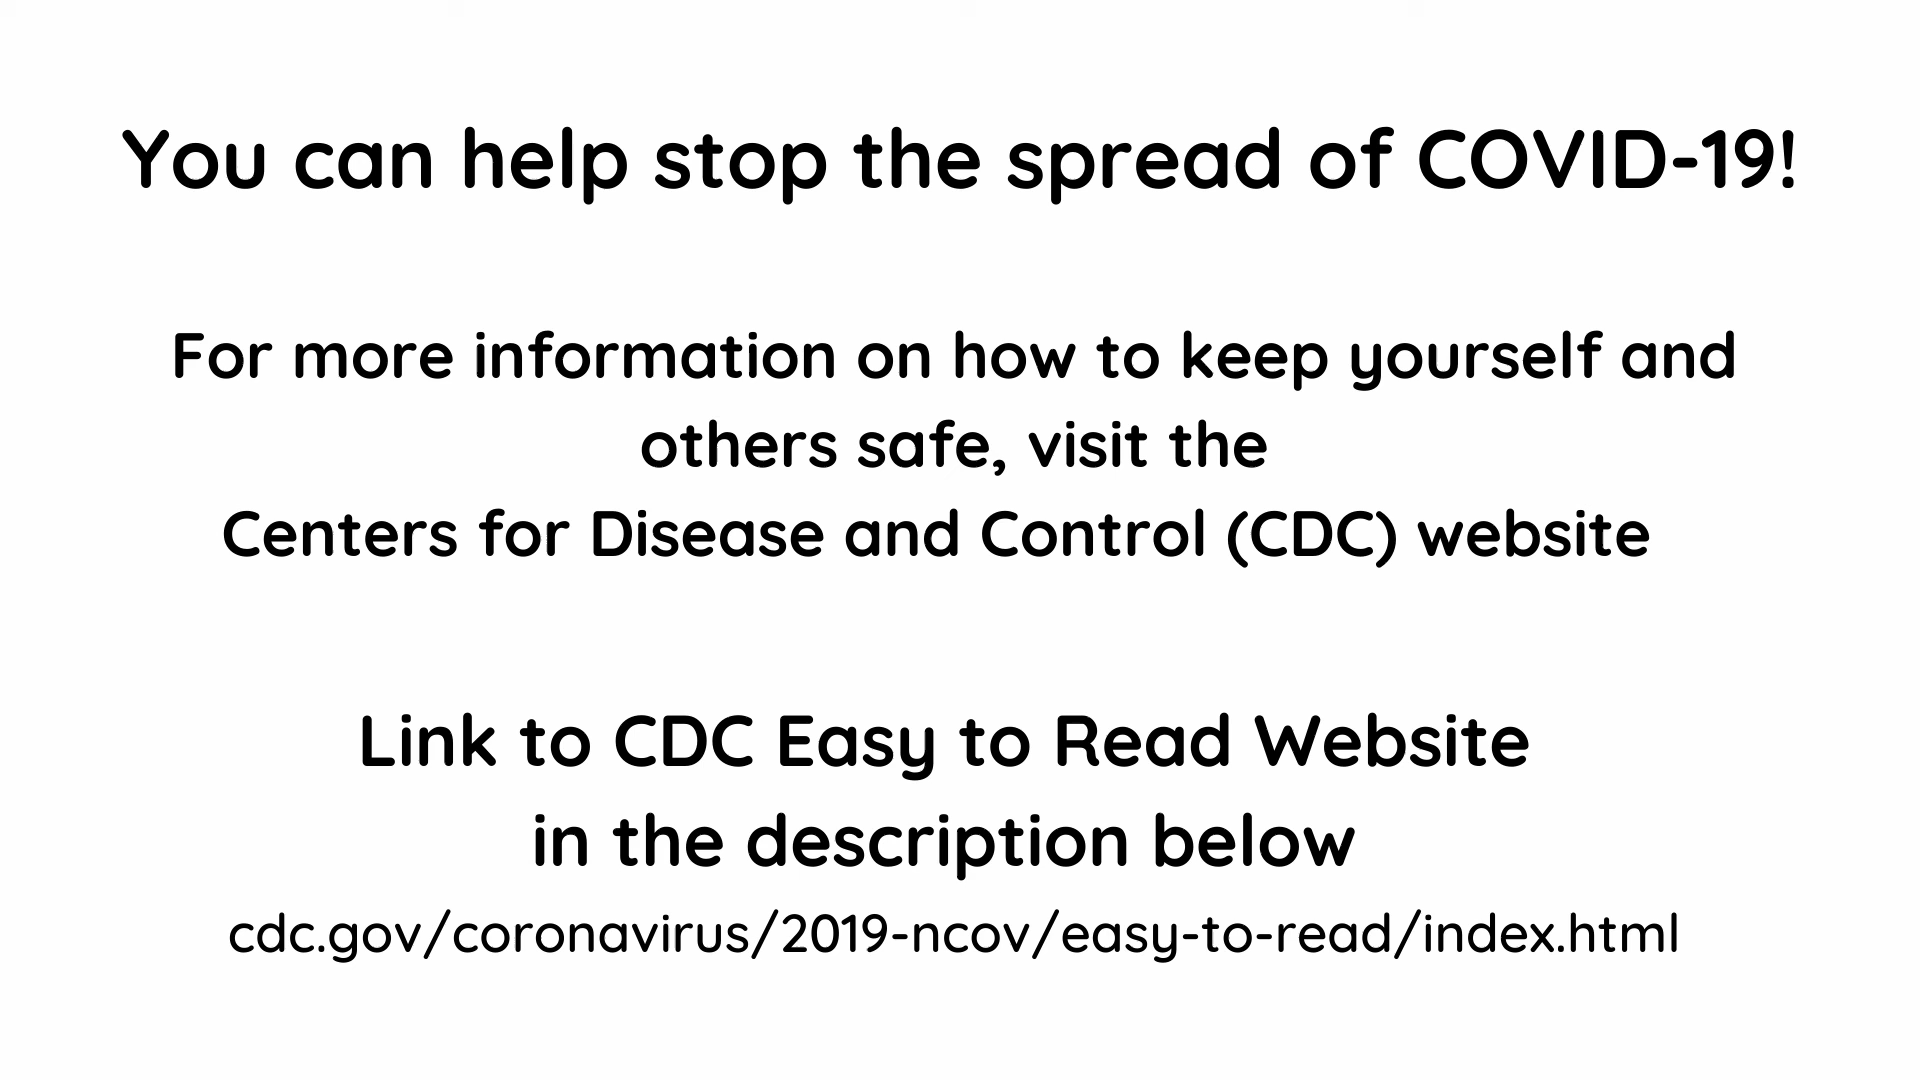 You can help stop the spread of COVID-19!
For more information on how to keep yourself and
others safe, visit the
Centers for Disease and Control (CDC) website
Link to CDC Easy to Read Website
in the description below
cdc.gov/coronavirus/2019-ncov/easy-to-read/index.html